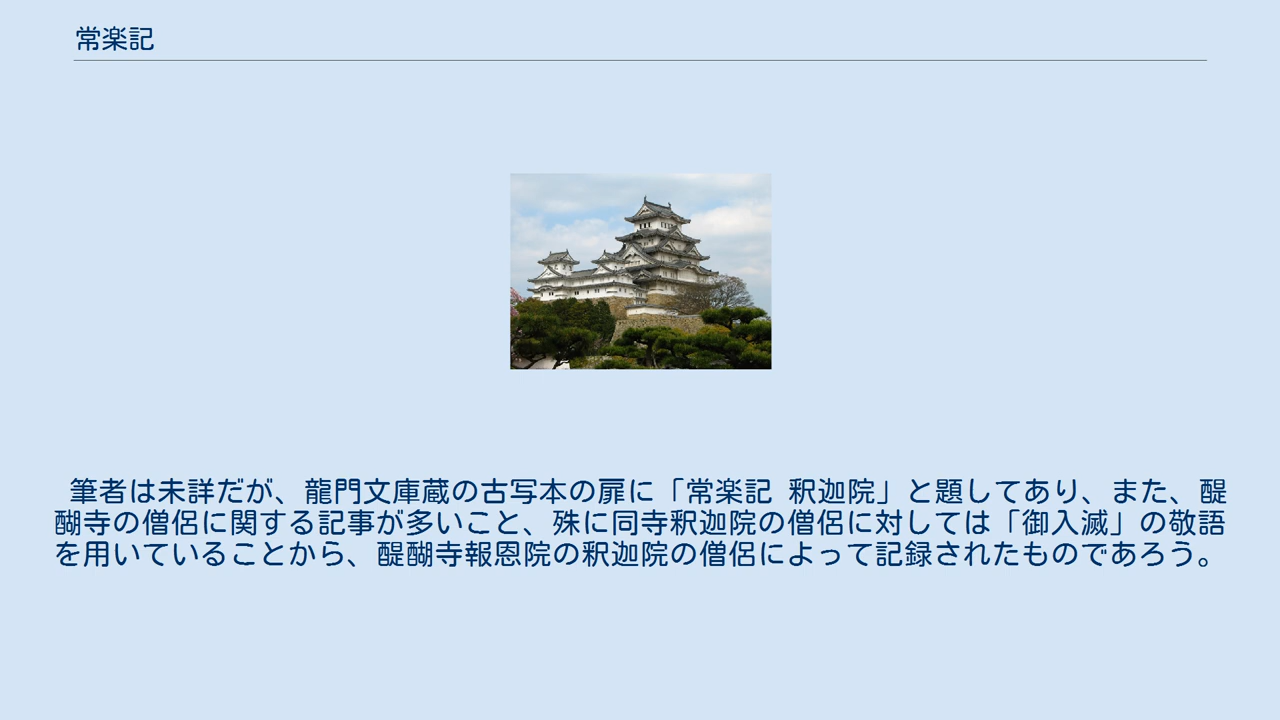 常楽記
筆者は未詳だが、龍門文庫蔵の古写本の扉に「常楽記 釈迦院」と題してあり、また、醍
醐寺の僧侶に関する記事が多いこと、殊に同寺釈迦院の僧侶に対しては「御入滅」の敬語
を用いていることから、醍醐寺報恩院の釈迦院の僧侶によって記録されたものであろう。